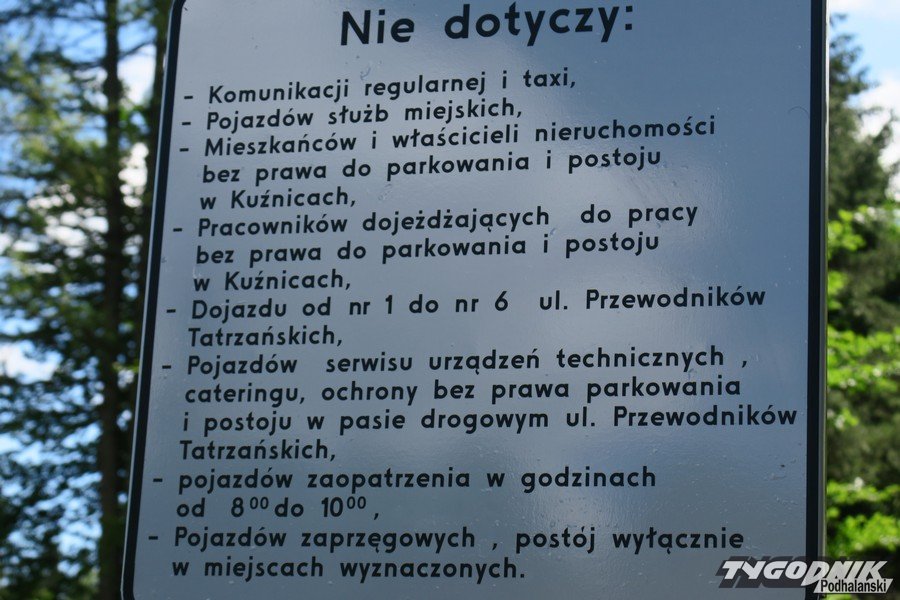 Nie dotyczy:
- Komunikacji regularnej i taxi,
- Pojazdów służb miejskich,
- Mieszkańców i właścicieli nieruchomości
bez prawa do parkowania i postoju
w Kuźnicach,
- Pracowników dojeżdżających do pracy
bez prawa do parkowania i postoju
w Kuźnicach,
- Dojazdu od nr 1 do nr 6 ul. Przewodników
Tatrzańskich,
- Pojazdów serwisu urządzeń technicznych ,
cateringu, ochrony bez prawa parkowania
i postoju w pasie drogowym ul. Przewodników
Tatrzańskich,
- pojazdów zaopatrzenia w godzinach
od 8⁰⁰ do 10⁰⁰ ,
- Pojazdów zaprzęgowych , postój wyłącznie
w miejscach wyznaczonych.
TYGODNIK
Podhalański